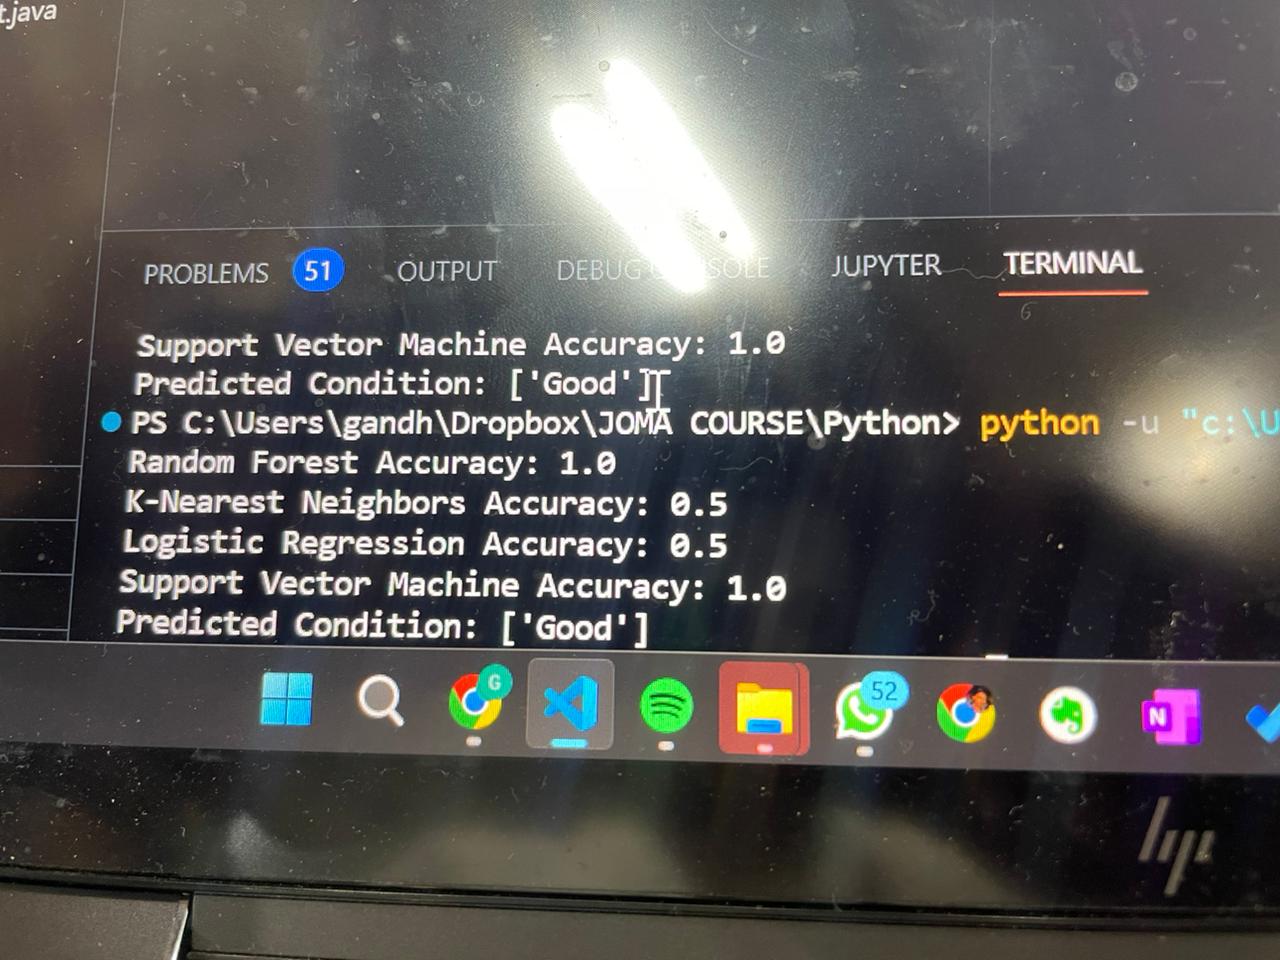 t.java
PROBLEMS 51 OUTPUT DEBUG CONSOLE JUPYTER TERMINAL
Support Vector Machine Accuracy: 1.0
Predicted Condition: ['Good']
PS C:\Users\gandh\Dropbox\JOMA COURSE\Python> python -u "c:\U
Random Forest Accuracy: 1.0
K-Nearest Neighbors Accuracy: 0.5
Logistic Regression Accuracy: 0.5
Support Vector Machine Accuracy: 1.0
Predicted Condition: ['Good']
G
52
N
hp